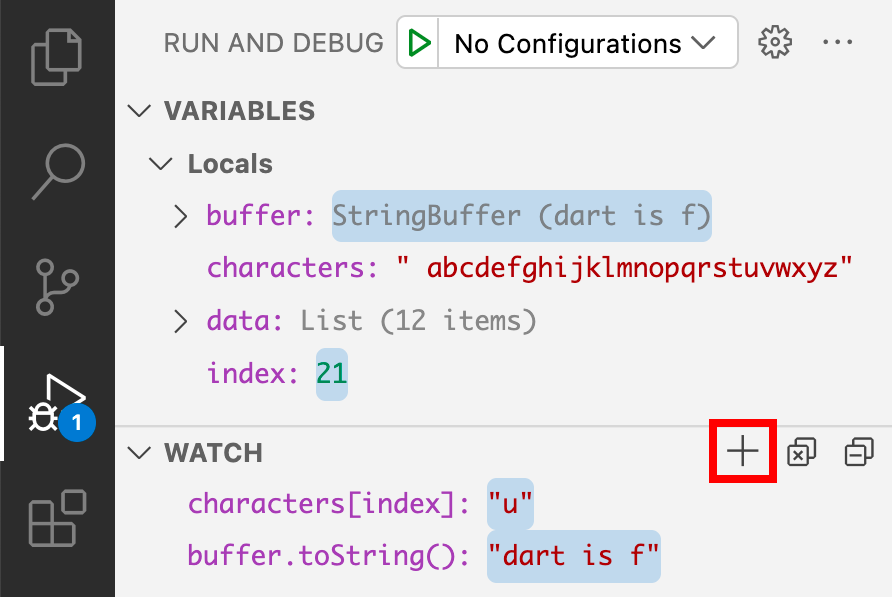 RUN AND DEBUG No Configurations
VARIABLES
Locals
buffer: StringBuffer (dart is f)
characters: " abcdefghijklmnopqrstuvwxyz"
data: List (12 items)
index: 21
1
WATCH
characters[index]: "u"
buffer.toString(): "dart is f"